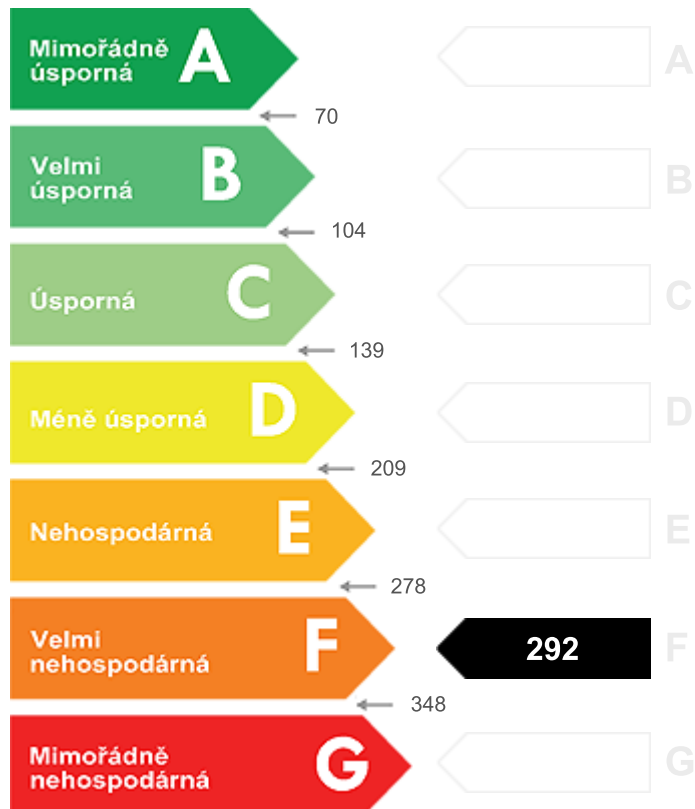 Mimořádně
úsporná
A
A
70
Velmi
úsporná
B
B
104
Úsporná
C
C
139
Méně úsporná
D
D
209
Nehospodárná
E
E
278
Velmi
nehospodárná
F
292
F
348
Mimořádně
nehospodárná
G
G